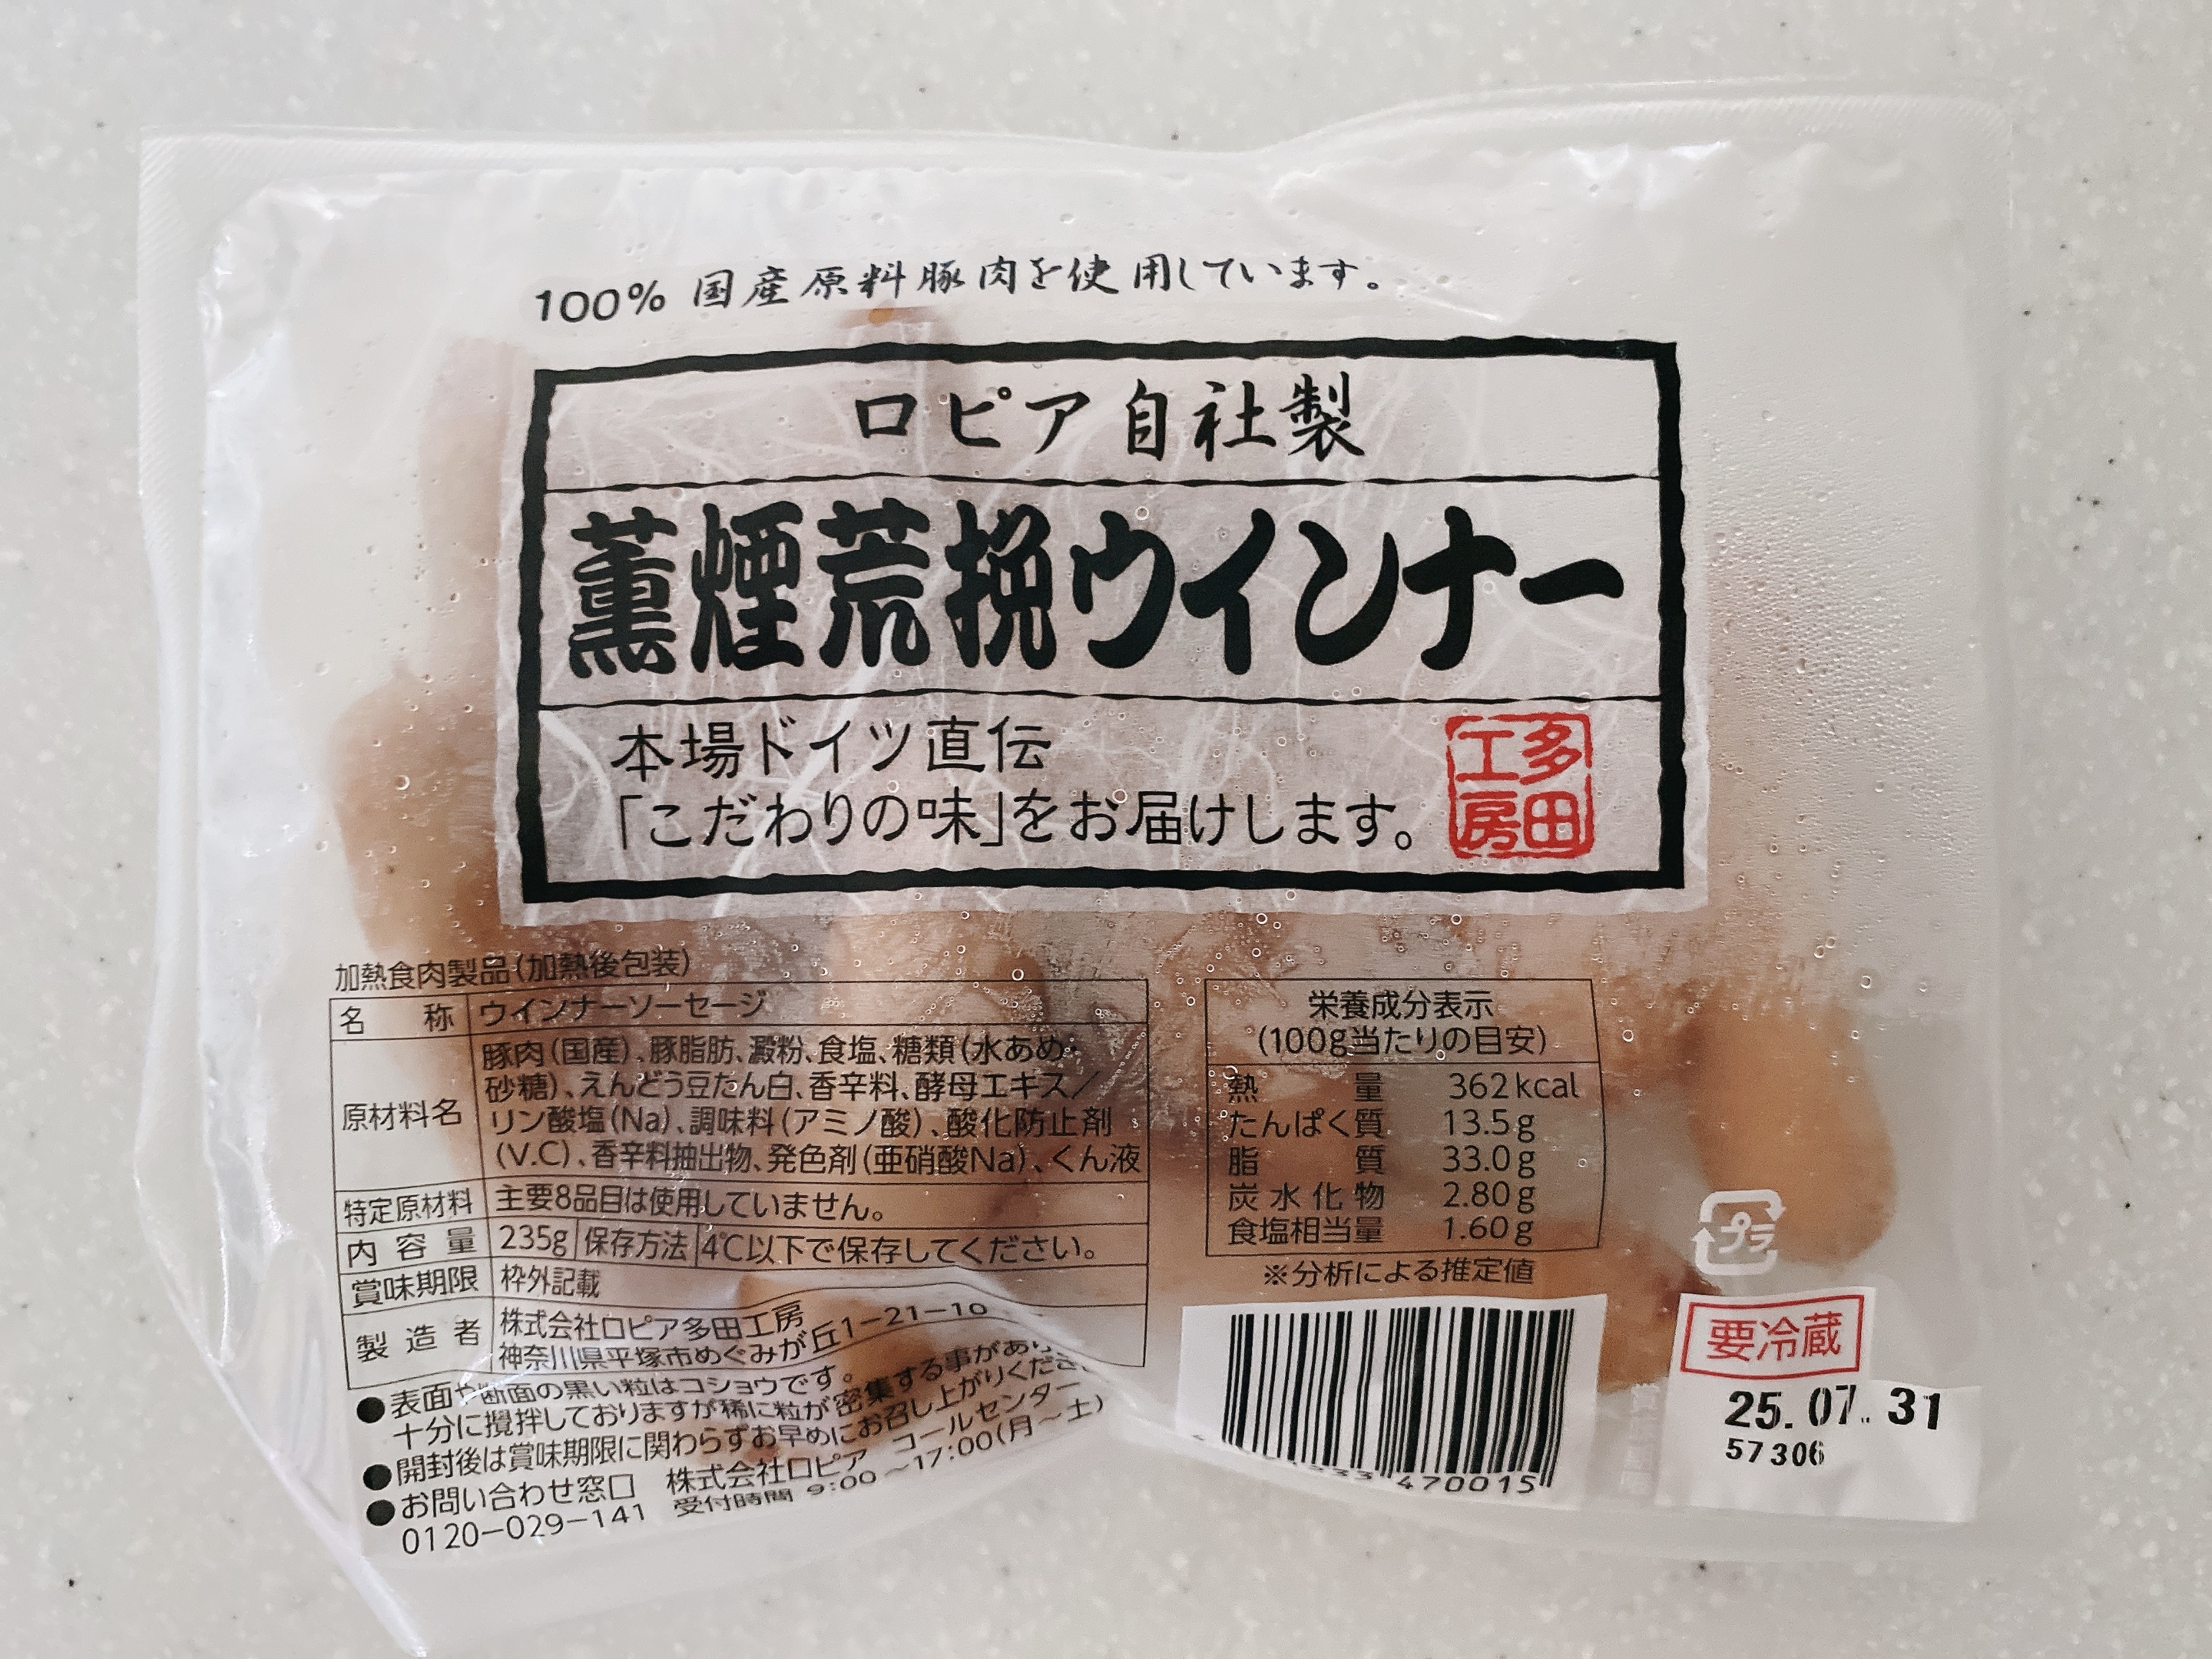 100% 国産原料豚肉を使用しています。
ロピア自社製
薫煙荒挽ウインナー
本場ドイツ直伝
「こだわりの味」をお届けします。
多田
工房
加熱食肉製品(加熱後包装)
名称 ウインナーソーセージ
原材料名 豚肉(国産)、豚脂肪、澱粉、食塩、糖類(水あめ・
砂糖)、えんどう豆たん白、香辛料、酵母エキス/
リン酸塩(Na)、調味料(アミノ酸)、酸化防止剤
(V.C)、香辛料抽出物、発色剤(亜硝酸Na)、くん液
特定原材料 主要8品目は使用していません。
内容量 235g 保存方法 4℃以下で保存してください。
賞味期限 枠外記載
製造者 株式会社ロピア多田工房
神奈川県平塚市めぐみが丘1-21-10
●表面や断面の黒い粒はコショウです。
十分に攪拌しておりますが稀に粒が密集する事があり
●開封後は賞味期限に関わらずお早めにお召し上がりくださ
●お問い合わせ窓口 株式会社ロピア コールセンター
0120-029-141 受付時間 9:00~17:00(月~土)
栄養成分表示
(100g当たりの目安)
熱量 362kcal
たんぱく質 13.5g
脂質 33.0g
炭水化物 2.80g
食塩相当量 1.60g
※分析による推定値
プラ
470015
要冷蔵
25.07.31
57306